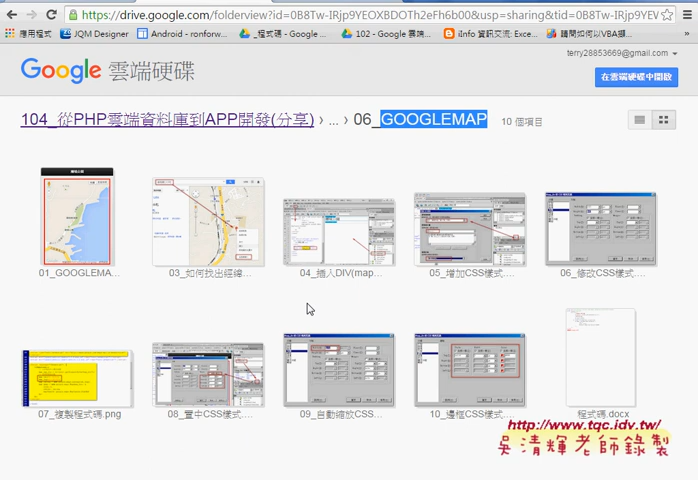 https://drive.google.com/folderview?id=0B8Tw-IRjp9YEOXBDOTh2eFh6b00&usp=sharing&tid=0B8Tw-IRjp9YEV
應用程式
JQM Designer
Android - ronforw...
_程式碼 - Google ...
102 - Google 雲端...
iInfo 資訊交流: Exce...
請問如何以VBA擷...
terry28853669@gmail.com
Google 雲端硬碟
在雲端硬碟中開啟
104_從PHP雲端資料庫到APP開發(分享) › ... › 06_GOOGLEMAP 10 個項目
01_GOOGLEMA...
03_如何找出經緯...
04_插入DIV(map...
05_增加CSS樣式....
06_修改CSS樣式....
07_複製程式碼.png
08_置中CSS樣式....
09_自動縮放CSS...
10_邊框CSS樣式....
程式碼.docx
http://www.tqc.idv.tw/
吳清輝老師錄製